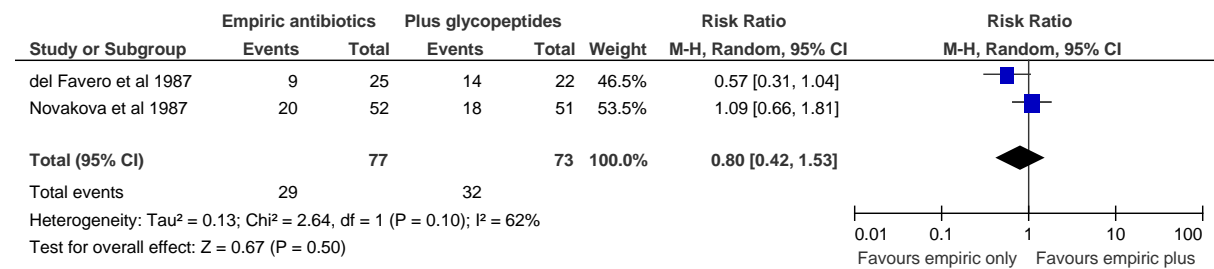 Empiric antibiotics Plus glycopeptides Risk Ratio Risk Ratio
Study or Subgroup Events Total Events Total Weight M-H, Random, 95% CI M-H, Random, 95% CI
del Favero et al 1987 9 25 14 22 46.5% 0.57 [0.31, 1.04]
Novakova et al 1987 20 52 18 51 53.5% 1.09 [0.66, 1.81]
Total (95% CI) 77 73 100.0% 0.80 [0.42, 1.53]
Total events 29 32
Heterogeneity: Tau² = 0.13; Chi² = 2.64, df = 1 (P = 0.10); I² = 62%
Test for overall effect: Z = 0.67 (P = 0.50)
0.01 0.1 1 10 100
Favours empiric only Favours empiric plus